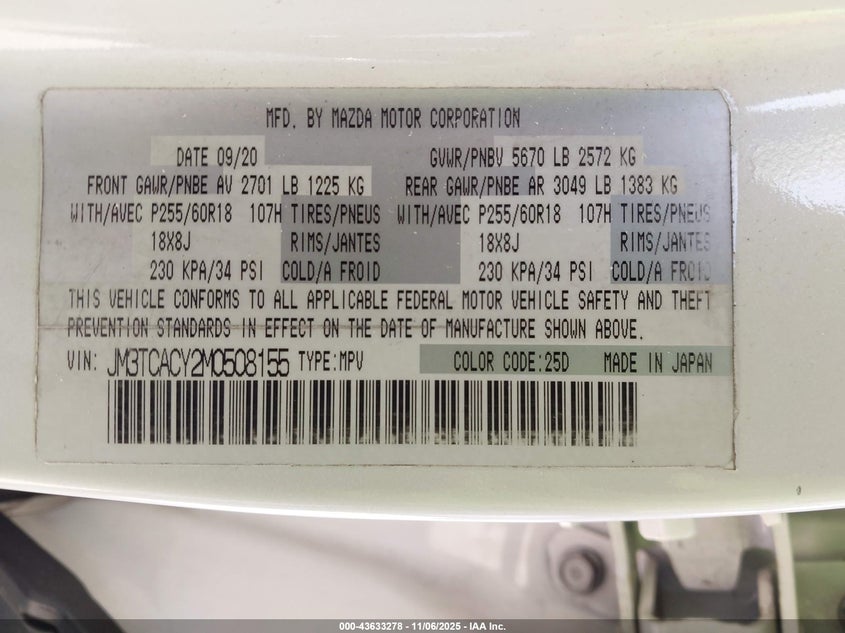 MFD. BY MAZDA MOTOR CORPORATION
DATE 09/20 GVWR/PNBV 5670 LB 2572 KG
FRONT GAWR/PNBE AV 2701 LB 1225 KG REAR GAWR/PNBE AR 3049 LB 1383 KG
WITH/AVEC P255/60R18 107H TIRES/PNEUS WITH/AVEC P255/60R18 107H TIRES/PNEUS
18X8J RIMS/JANTES 18X8J RIMS/JANTES
230 KPA/34 PSI COLD/A FROID 230 KPA/34 PSI COLD/A FROID
THIS VEHICLE CONFORMS TO ALL APPLICABLE FEDERAL MOTOR VEHICLE SAFETY AND THEFT
PREVENTION STANDARDS IN EFFECT ON THE DATE OF MANUFACTURE SHOWN ABOVE.
VIN: JM3TCACY2M0508155 TYPE:MPV COLOR CODE:25D MADE IN JAPAN
000-43633278 - 11/06/2025 - IAA Inc.